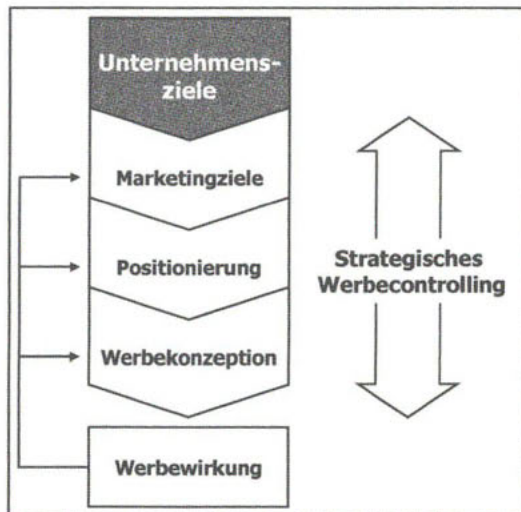 Unternehmens-
ziele
Marketingziele
Positionierung
Strategisches
Werbecontrolling
Werbekonzeption
Werbewirkung